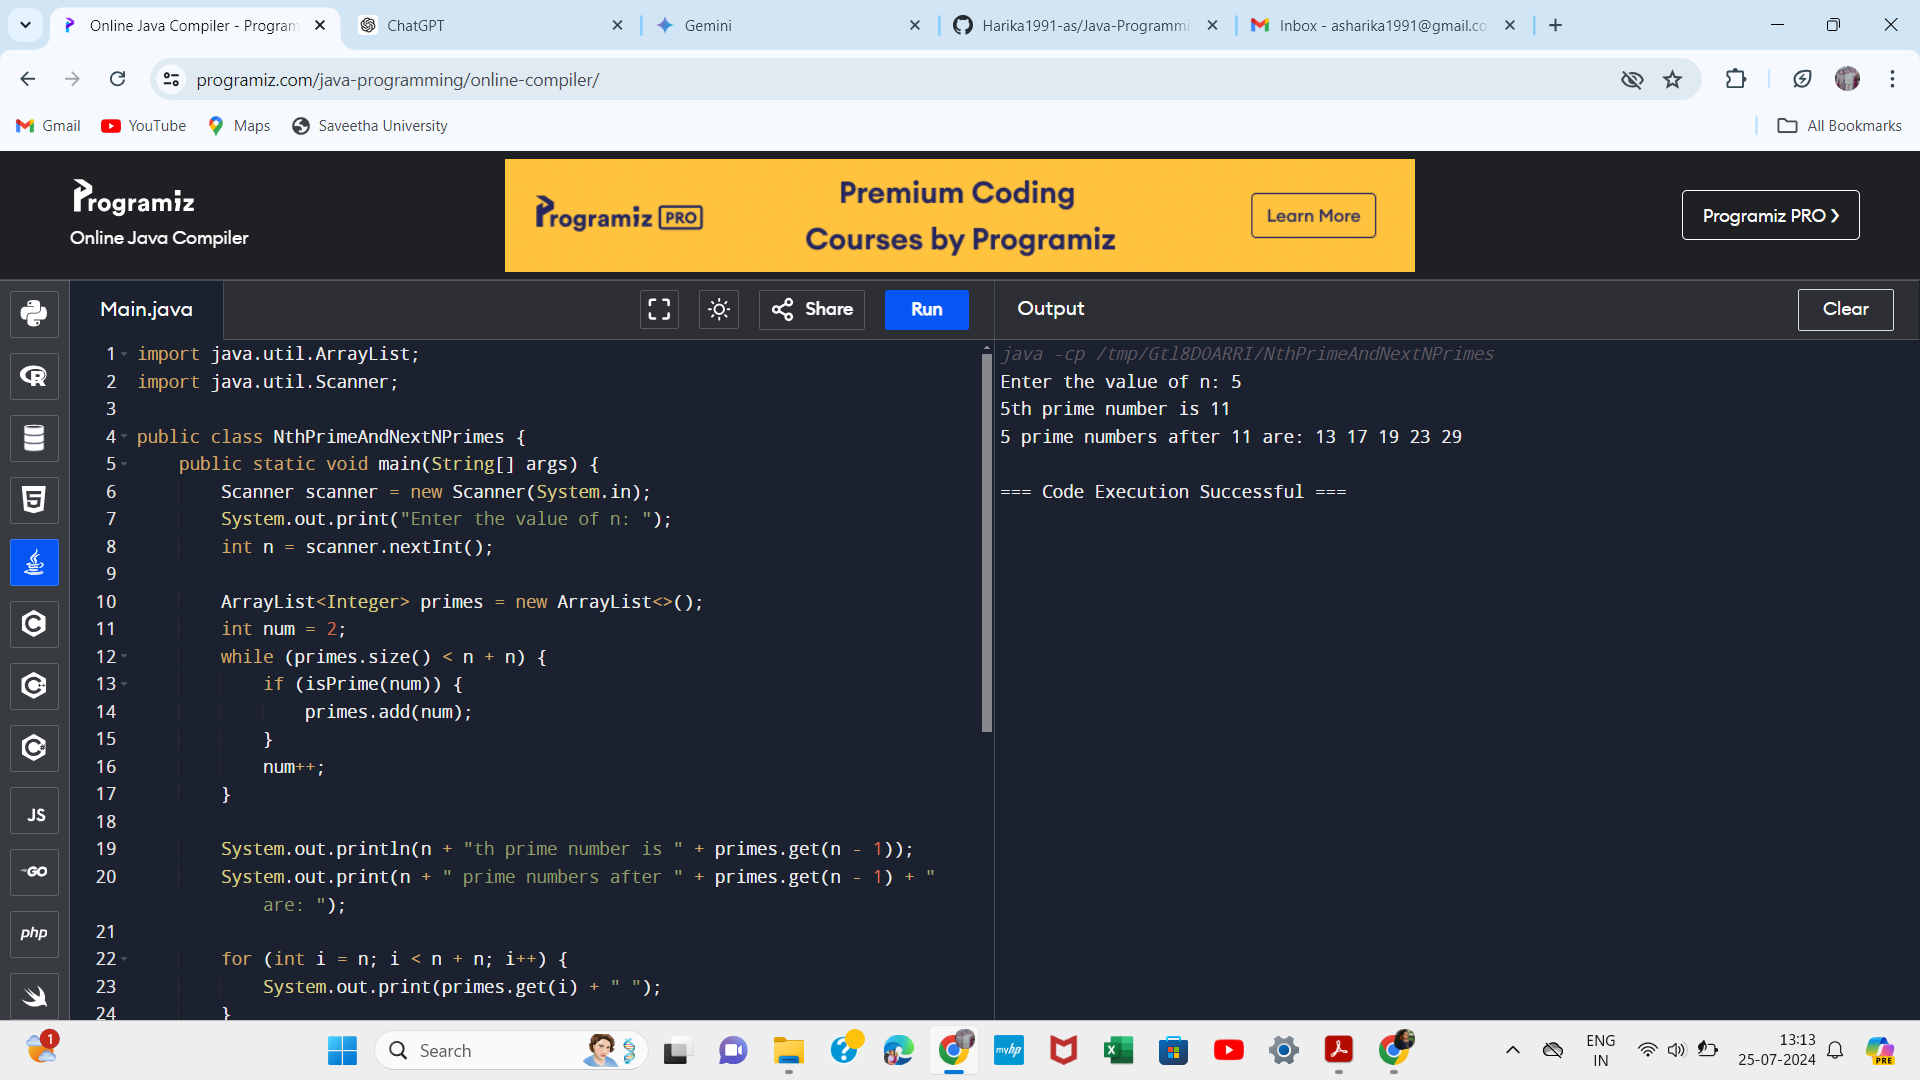 Online Java Compiler - Program
ChatGPT
Gemini
Harika1991-as/Java-Programmi
Inbox - asharika1991@gmail.co
programiz.com/java-programming/online-compiler/
Gmail
YouTube
Maps
Saveetha University
All Bookmarks
Programiz
Online Java Compiler
Programiz PRO
Premium Coding
Courses by Programiz
Learn More
Programiz PRO
Main.java
Share
Run
Output
Clear
1 import java.util.ArrayList;
2 import java.util.Scanner;
3
4 public class NthPrimeAndNextNPrimes {
5 public static void main(String[] args) {
6 Scanner scanner = new Scanner(System.in);
7 System.out.print("Enter the value of n: ");
8 int n = scanner.nextInt();
9
10 ArrayList<Integer> primes = new ArrayList<>();
11 int num = 2;
12 while (primes.size() < n + n) {
13 if (isPrime(num)) {
14 primes.add(num);
15 }
16 num++;
17 }
18
19 System.out.println(n + "th prime number is " + primes.get(n - 1));
20 System.out.print(n + " prime numbers after " + primes.get(n - 1) + "
are: ");
21
22 for (int i = n; i < n + n; i++) {
23 System.out.print(primes.get(i) + " ");
24 }
java -cp /tmp/Gtl8DOARRI/NthPrimeAndNextNPrimes
Enter the value of n: 5
5th prime number is 11
5 prime numbers after 11 are: 13 17 19 23 29
=== Code Execution Successful ===
JS
GO
php
1
Search
myhp
ENG
IN
13:13
25-07-2024
PRE